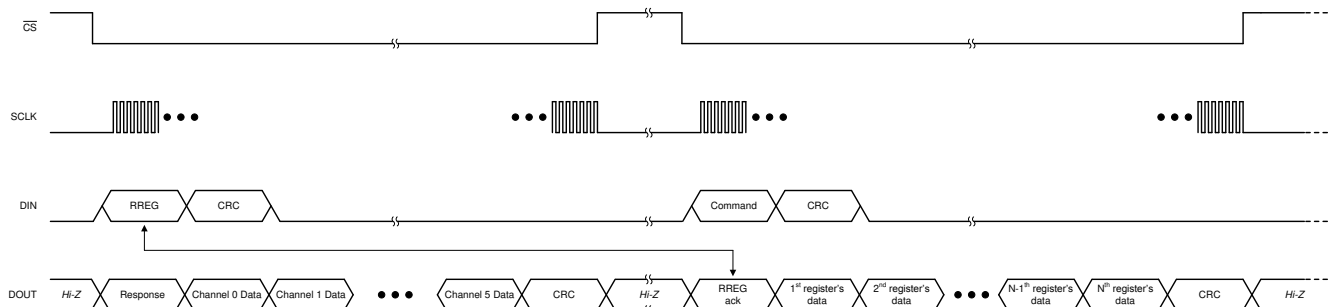 CS
SCLK
DIN
RREG
CRC
Command
CRC
DOUT
Hi-Z
Response
Channel 0 Data
Channel 1 Data
Channel 5 Data
CRC
Hi-Z
RREG
ack
1st register's
data
2nd register's
data
N-1th register's
data
Nth register's
data
CRC
Hi-Z